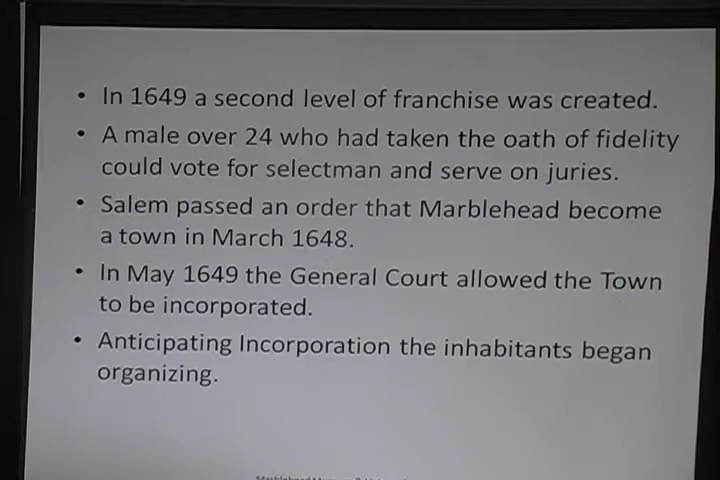 • In 1649 a second level of franchise was created.
• A male over 24 who had taken the oath of fidelity
could vote for selectman and serve on juries.
• Salem passed an order that Marblehead become
a town in March 1648.
• In May 1649 the General Court allowed the Town
to be incorporated.
• Anticipating Incorporation the inhabitants began
organizing.